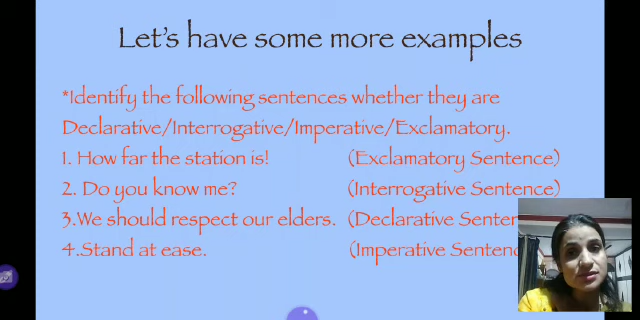 Let's have some more examples
*Identify the following sentences whether they are
Declarative/Interrogative/Imperative/Exclamatory.
1. How far the station is! (Exclamatory Sentence)
2. Do you know me? (Interrogative Sentence)
3.We should respect our elders. (Declarative Senten
4.Stand at ease. (Imperative Sentenc